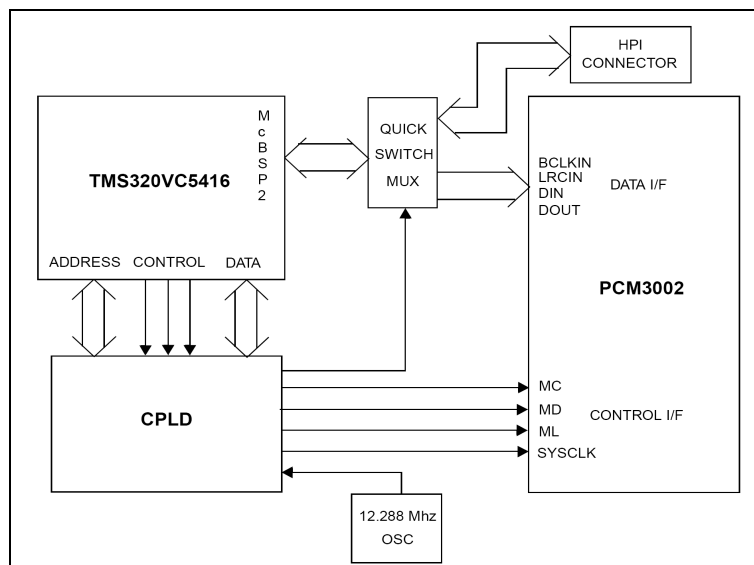 HPI
CONNECTOR
TMS320VC5416
M
c
B
S
P
2
ADDRESS CONTROL DATA
QUICK
SWITCH
MUX
BCLKIN
LRCIN
DIN
DOUT
DATA I/F
PCM3002
CPLD
MC
MD
ML
SYSCLK
CONTROL I/F
12.288 Mhz
OSC